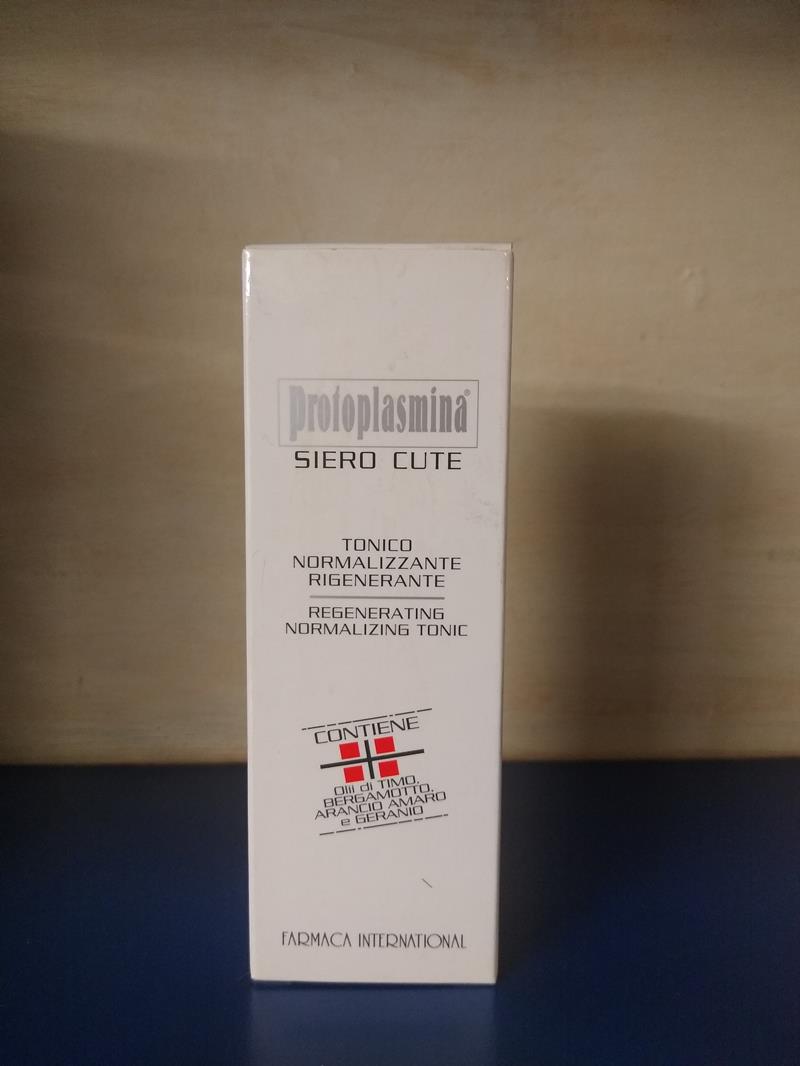 Protoplasmina®
SIERO CUTE
TONICO
NORMALIZZANTE
RIGENERANTE
REGENERATING
NORMALIZING TONIC
CONTIENE
Olii di TIMO,
BERGAMOTTO,
ARANCIO AMARO
e GERANIO
FARMACA INTERNATIONAL